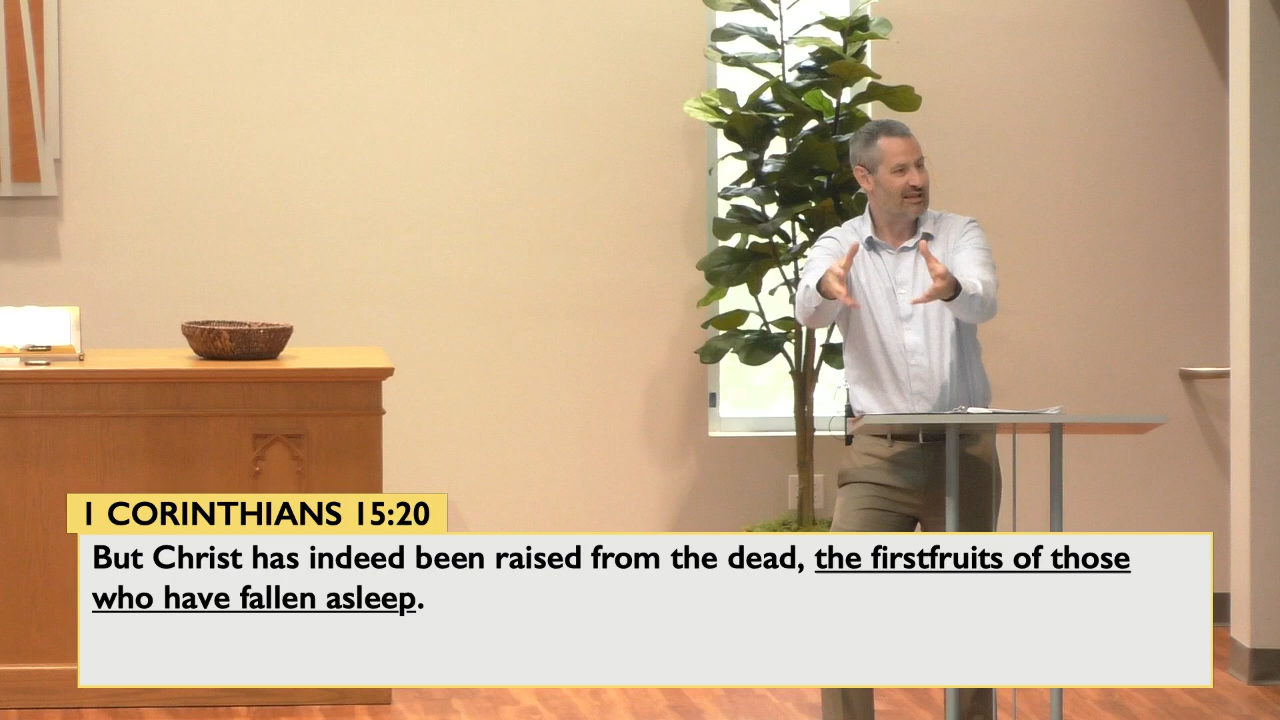 1 CORINTHIANS 15:20
But Christ has indeed been raised from the dead, the firstfruits of those
who have fallen asleep.